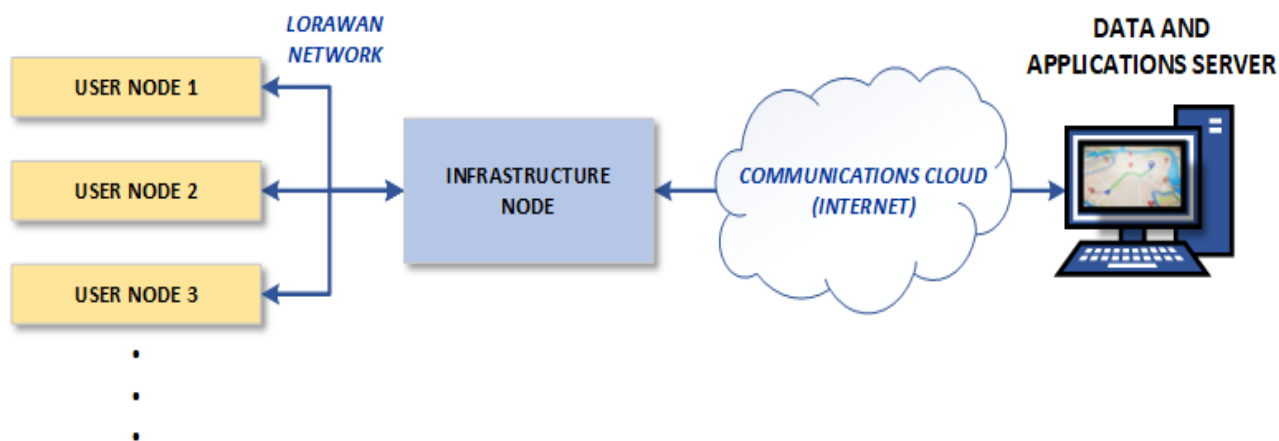 LORAWAN
NETWORK
USER NODE 1
USER NODE 2
USER NODE 3
INFRASTRUCTURE
NODE
COMMUNICATIONS CLOUD
(INTERNET)
DATA AND
APPLICATIONS SERVER